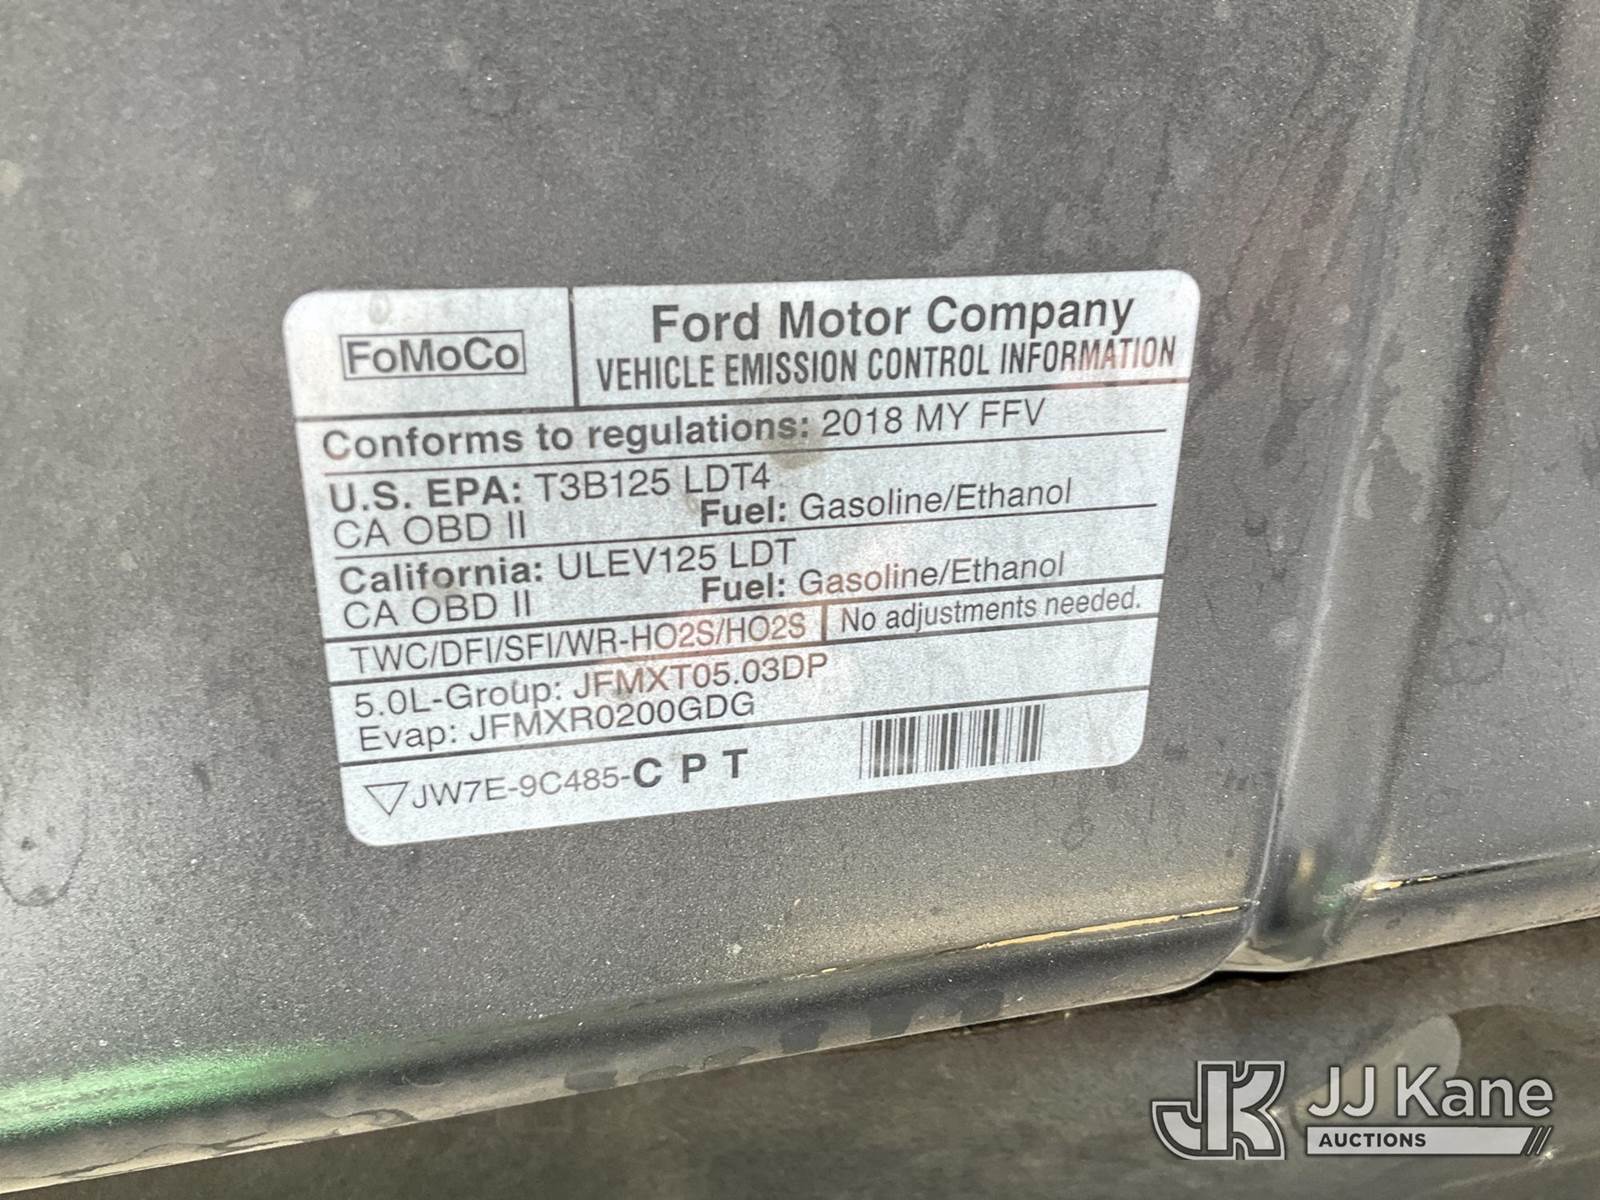 FoMoCo
Ford Motor Company
VEHICLE EMISSION CONTROL INFORMATION
Conforms to regulations: 2018 MY FFV
U.S. EPA: T3B125 LDT4
CA OBD II Fuel: Gasoline/Ethanol
California: ULEV125 LDT
CA OBD II Fuel: Gasoline/Ethanol
TWC/DFI/SFI/WR-HO2S/HO2S No adjustments needed.
5.0L-Group: JFMXT05.03DP
Evap: JFMXR0200GDG
JW7E-9C485-C P T
JK JJ Kane
AUCTIONS